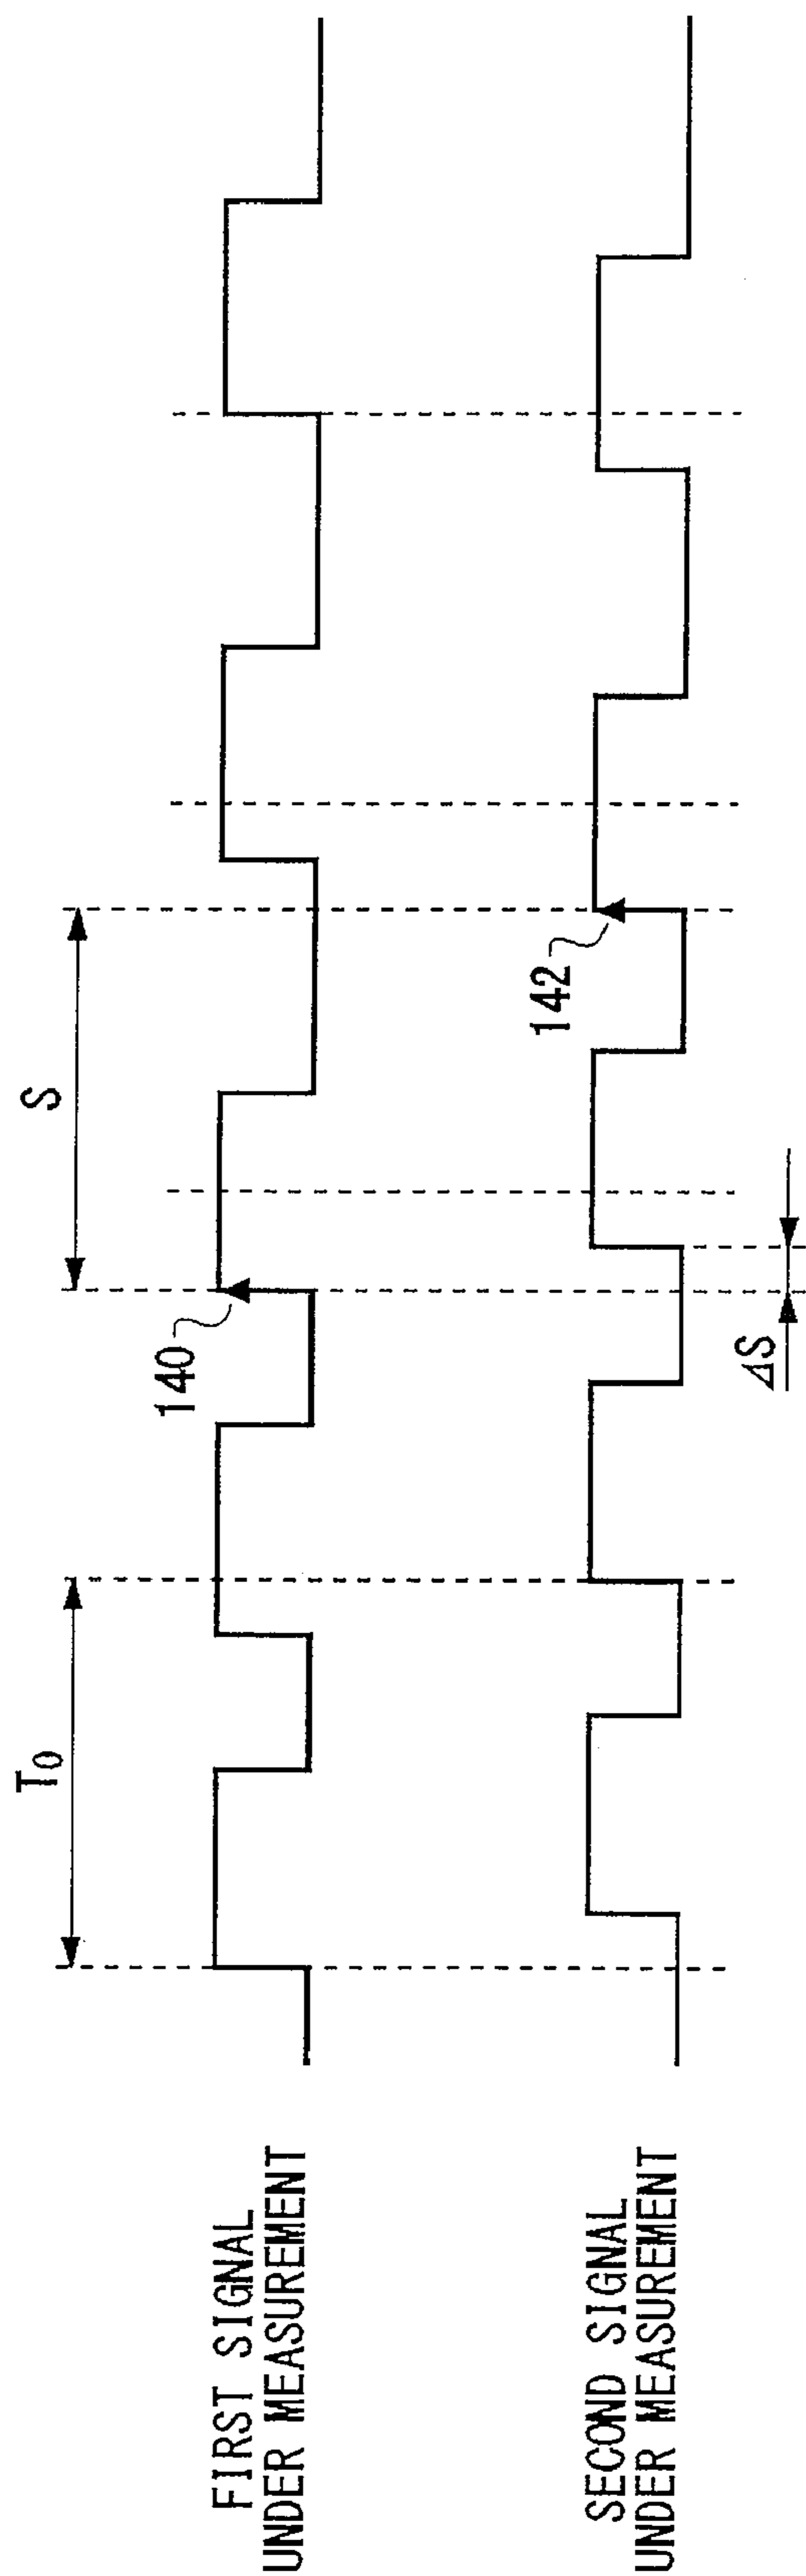 T0
S
FIRST SIGNAL
UNDER MEASUREMENT
140
142
SECOND SIGNAL
UNDER MEASUREMENT
ΔS